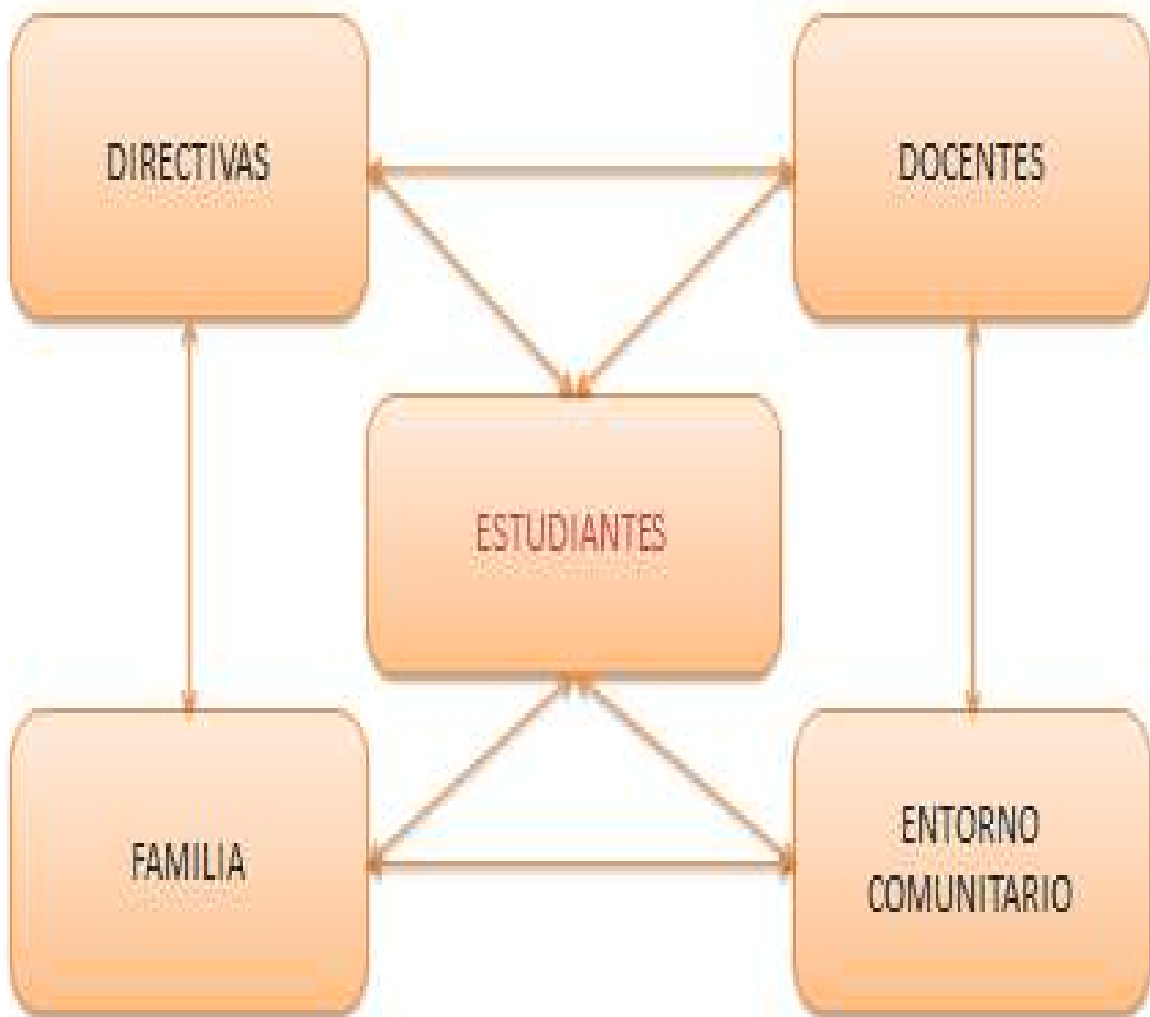 DIRECTIVAS
DOCENTES
ESTUDIANTES
FAMILIA
ENTORNO
COMUNITARIO